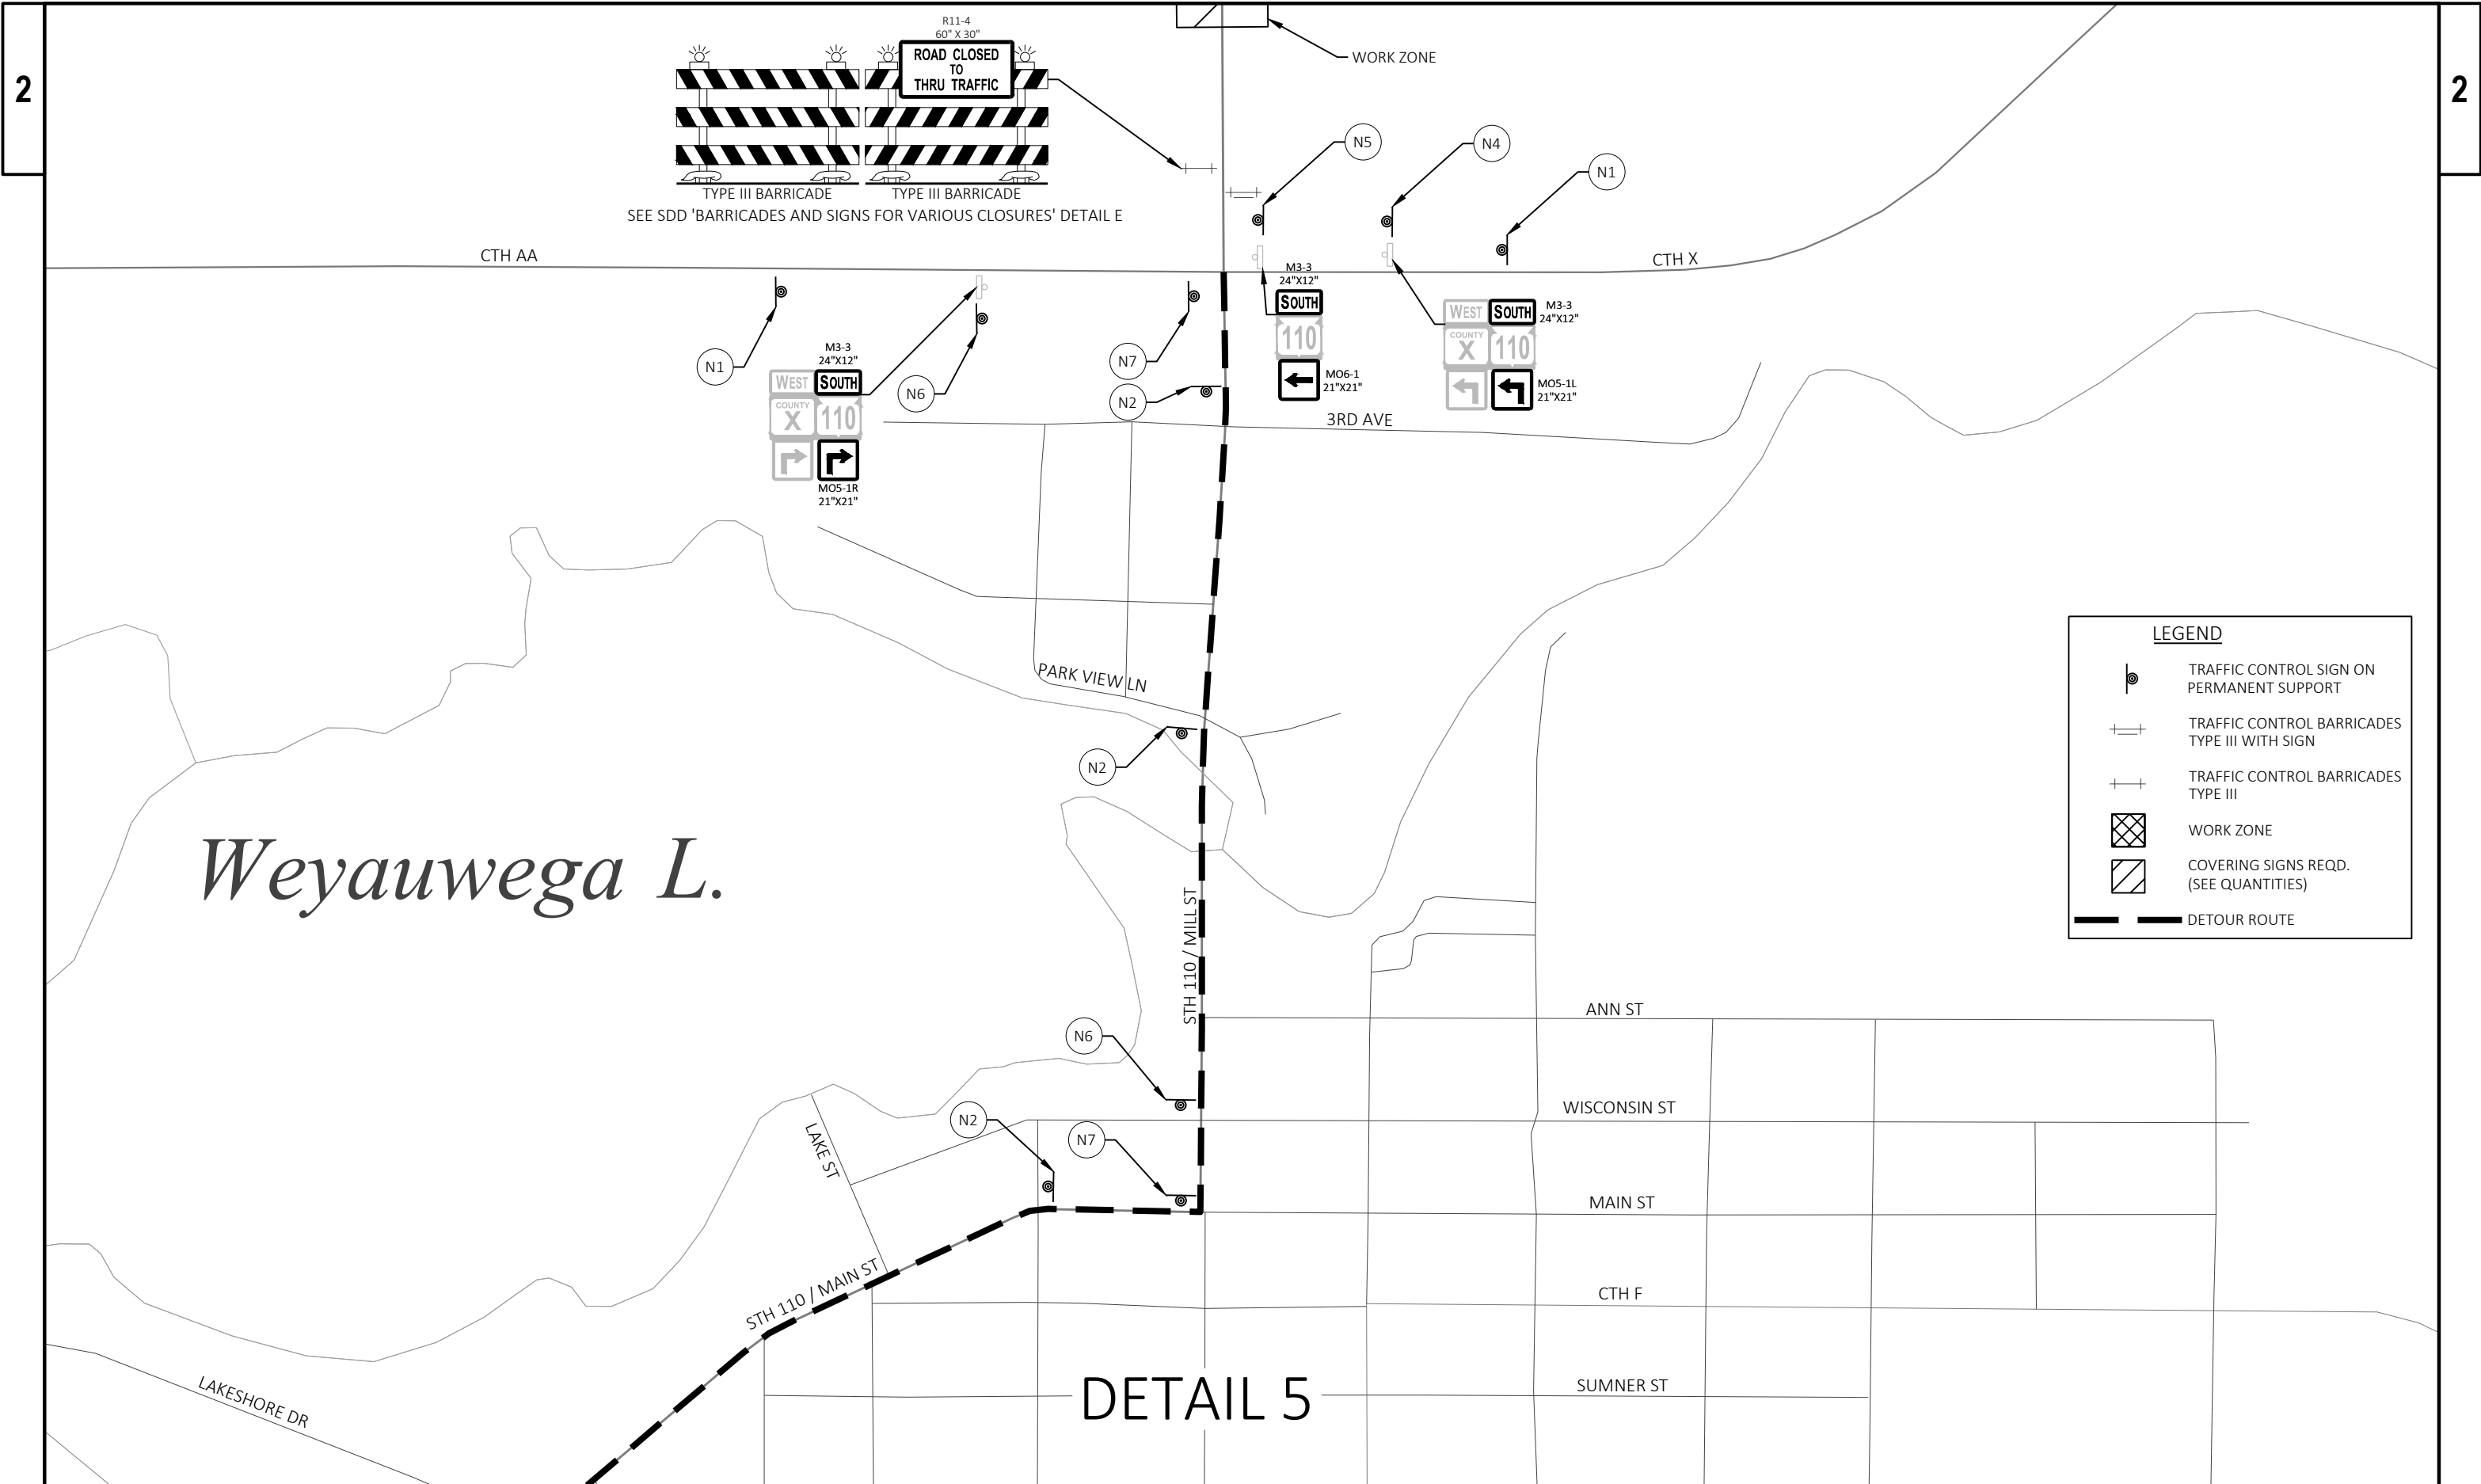 2
2
R11-4
60" X 30"
ROAD CLOSED
TO
THRU TRAFFIC
TYPE III BARRICADE
TYPE III BARRICADE
SEE SDD 'BARRICADES AND SIGNS FOR VARIOUS CLOSURES' DETAIL E
WORK ZONE
N5
N4
N1
CTH AA
CTH X
M3-3
24"X12"
SOUTH
110
MO6-1
21"X21"
WEST
SOUTH
M3-3
24"X12"
COUNTY
X
110
MO5-1L
21"X21"
N1
M3-3
24"X12"
WEST
SOUTH
COUNTY
X
110
MO5-1R
21"X21"
N6
N7
N2
3RD AVE
PARK VIEW LN
N2
LEGEND
TRAFFIC CONTROL SIGN ON
PERMANENT SUPPORT
TRAFFIC CONTROL BARRICADES
TYPE III WITH SIGN
TRAFFIC CONTROL BARRICADES
TYPE III
WORK ZONE
COVERING SIGNS REQD.
(SEE QUANTITIES)
DETOUR ROUTE
Weyauwega L.
STH 110 / MILL ST
ANN ST
N6
WISCONSIN ST
N2
N7
LAKE ST
MAIN ST
STH 110 / MAIN ST
CTH F
LAKESHORE DR
DETAIL 5
SUMNER ST